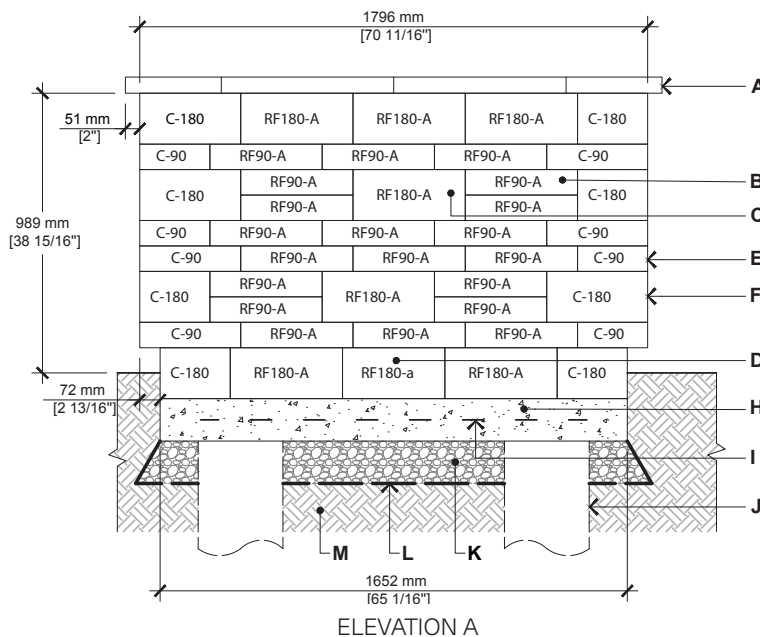 1796 mm
[70 11/16"]
A
51 mm
[2"]
C-180 RF180-A RF180-A RF180-A C-180
C-90 RF90-A RF90-A RF90-A C-90
C-180 RF90-A RF180-A RF90-A C-180
B
RF90-A RF90-A
C
989 mm
[38 15/16"]
C-90 RF90-A RF90-A RF90-A C-90
C-90 RF90-A RF90-A RF90-A C-90
E
C-180 RF90-A RF180-A RF90-A C-180
F
RF90-A RF90-A
C-90 RF90-A RF90-A RF90-A C-90
C-180 RF180-A RF180-a RF180-A C-180
D
72 mm
[2 13/16"]
H
I
J
M L K
1652 mm
[65 1/16"]
ELEVATION A